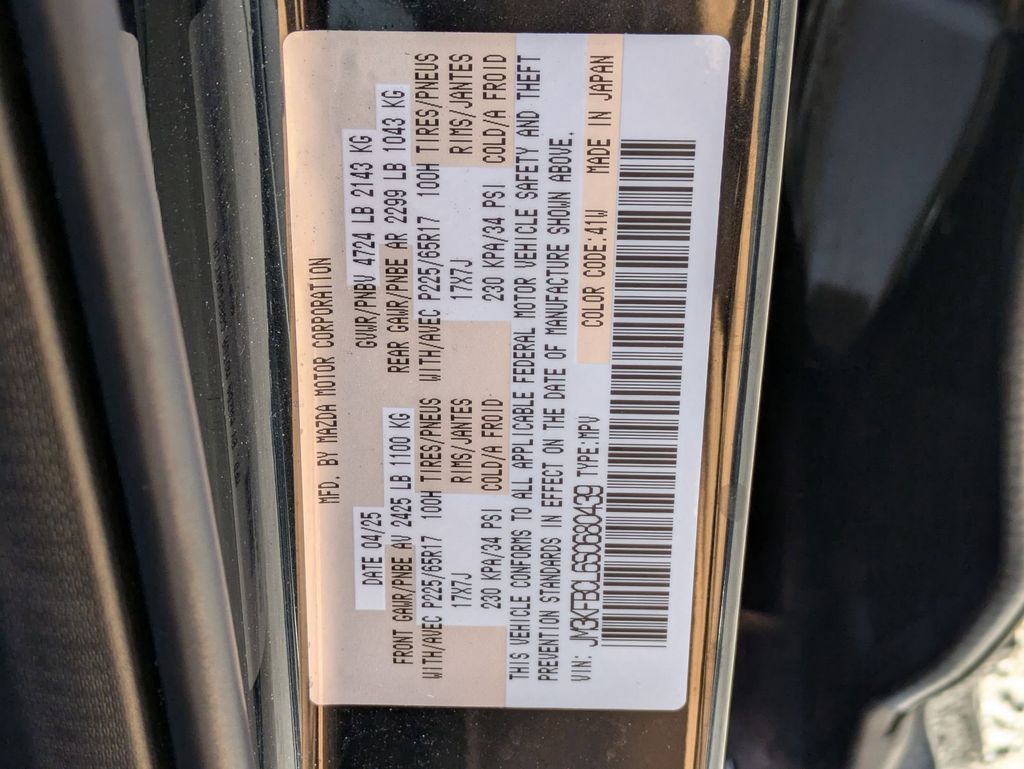 MFD. BY MAZDA MOTOR CORPORATION
DATE 04/25 GVWR/PNBV 4724 LB 2143 KG
FRONT GAWR/PNBE AV 2425 LB 1100 KG REAR GAWR/PNBE AR 2299 LB 1043 KG
WITH/AVEC P225/65R17 100H TIRES/PNEUS WITH/AVEC P225/65R17 100H TIRES/PNEUS
17X7J RIMS/JANTES 17X7J RIMS/JANTES
230 KPA/34 PSI COLD/A FROID 230 KPA/34 PSI COLD/A FROID
THIS VEHICLE CONFORMS TO ALL APPLICABLE FEDERAL MOTOR VEHICLE SAFETY AND THEFT
PREVENTION STANDARDS IN EFFECT ON THE DATE OF MANUFACTURE SHOWN ABOVE.
VIN: JM3KFBCL6S0680439 TYPE:MPV COLOR CODE:41W MADE IN JAPAN